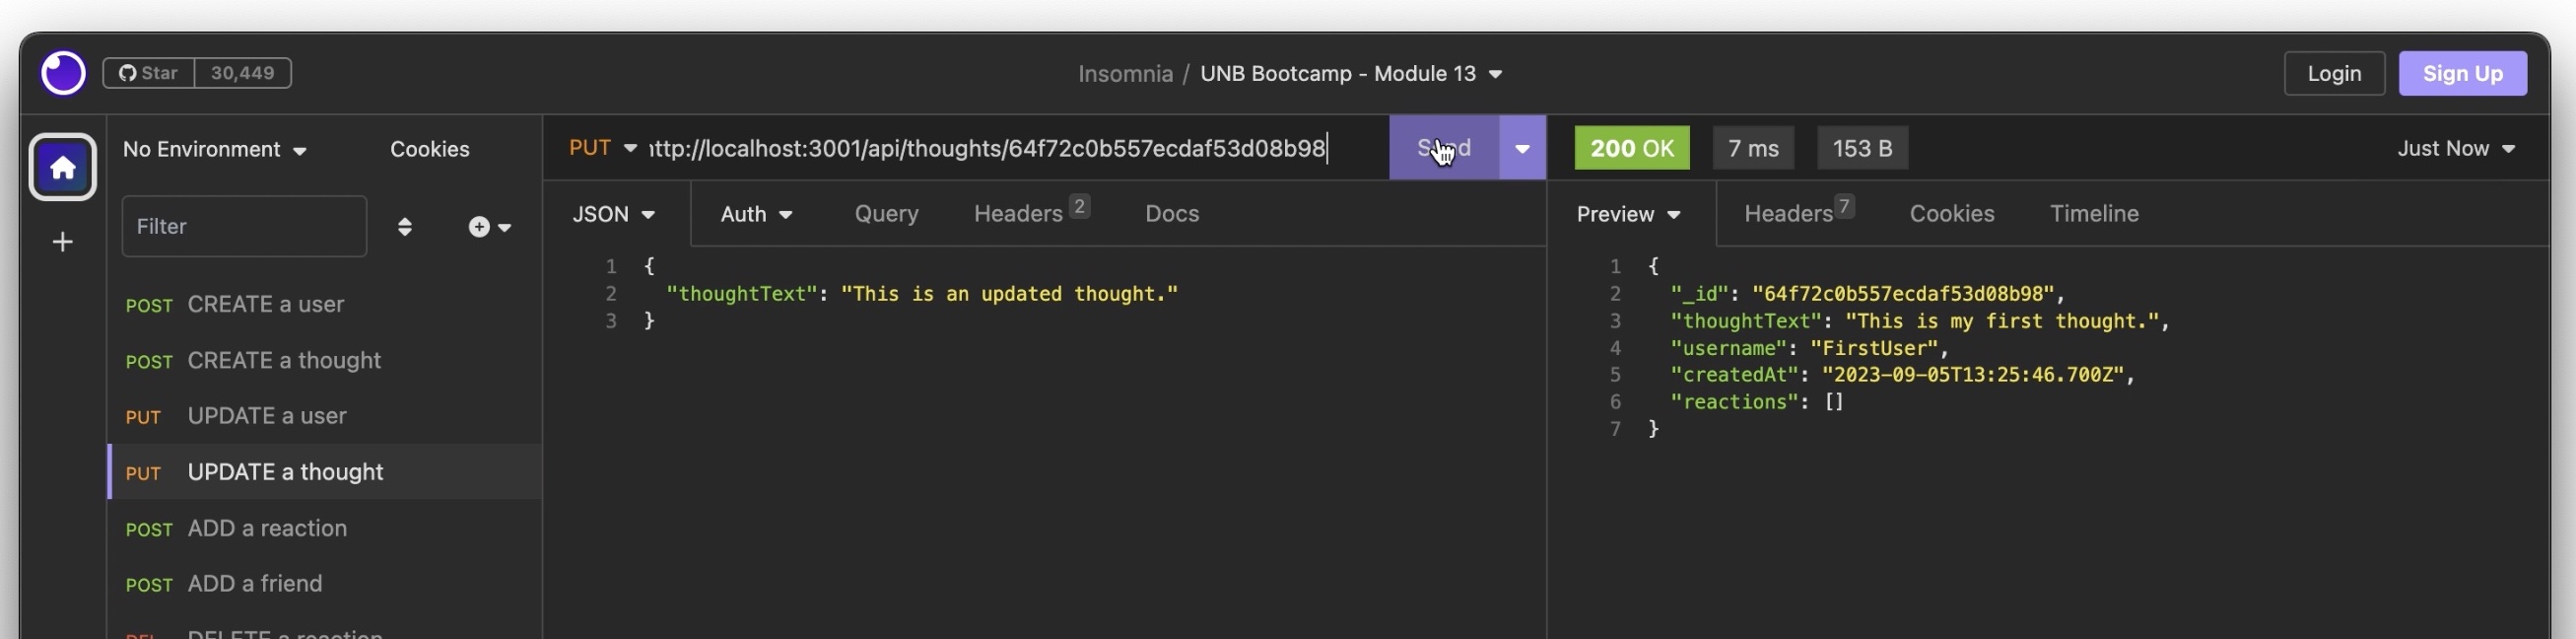 Star 30,449
Insomnia / UNB Bootcamp - Module 13
Login Sign Up
No Environment Cookies
Filter
POST CREATE a user
POST CREATE a thought
PUT UPDATE a user
PUT UPDATE a thought
POST ADD a reaction
POST ADD a friend
DELETE a reaction
PUT ttp://localhost:3001/api/thoughts/64f72c0b557ecdaf53d08b98
JSON Auth Query Headers 2 Docs
1 {
2 "thoughtText": "This is an updated thought."
3 }
200 OK 7 ms 153 B Just Now
Preview Headers 7 Cookies Timeline
1 {
2 "_id": "64f72c0b557ecdaf53d08b98",
3 "thoughtText": "This is my first thought.",
4 "username": "FirstUser",
5 "createdAt": "2023-09-05T13:25:46.700Z",
6 "reactions": []
7 }